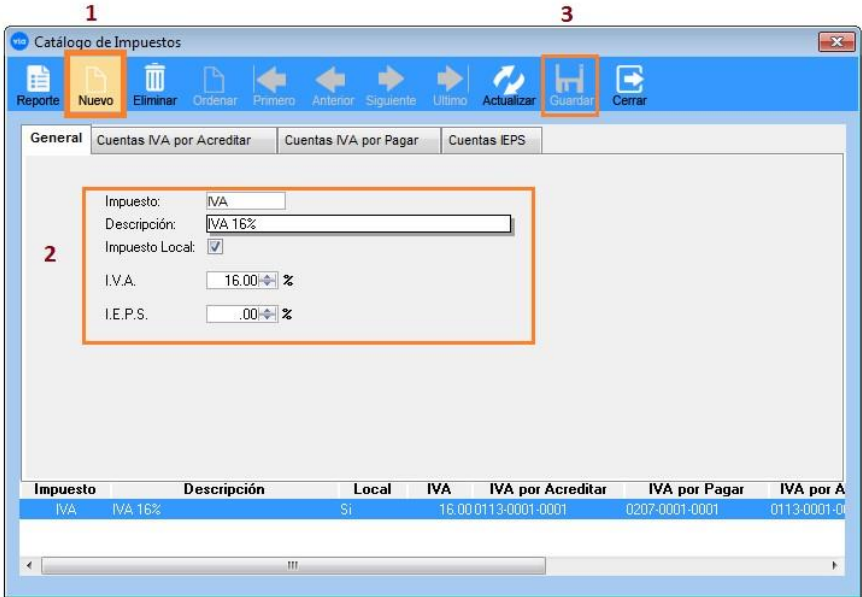 1 3
via Catálogo de Impuestos
Reporte Nuevo Eliminar Ordenar Primero Anterior Siguiente Ultimo Actualizar Guardar Cerrar
General Cuentas IVA por Acreditar Cuentas IVA por Pagar Cuentas IEPS
2
Impuesto: IVA
Descripción: IVA 16%
Impuesto Local:
I.V.A. 16.00 %
I.E.P.S. .00 %
Impuesto Descripción Local IVA IVA por Acreditar IVA por Pagar IVA por A
IVA IVA 16% Si 16.00 0113-0001-0001 0207-0001-0001 0113-0001-0